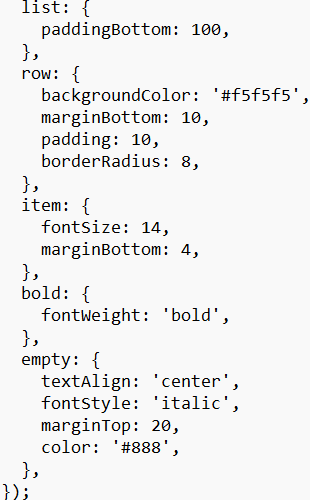 list: {
    paddingBottom: 100,
  },
  row: {
    backgroundColor: '#f5f5f5',
    marginBottom: 10,
    padding: 10,
    borderRadius: 8,
  },
  item: {
    fontSize: 14,
    marginBottom: 4,
  },
  bold: {
    fontWeight: 'bold',
  },
  empty: {
    textAlign: 'center',
    fontStyle: 'italic',
    marginTop: 20,
    color: '#888',
  },
});